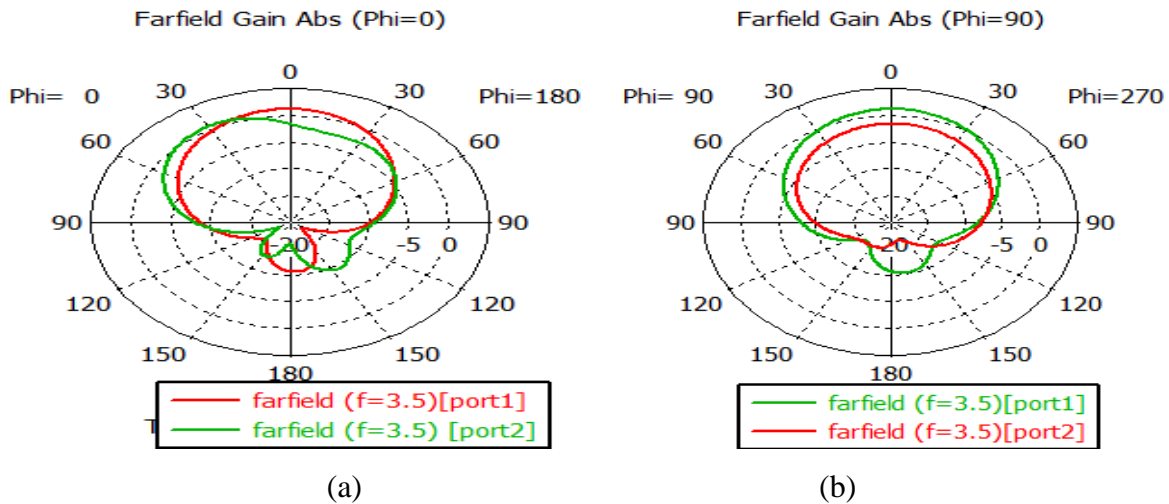 Farfield Gain Abs (Phi=0)
0
30 30
Phi= 0 Phi=180
60 60
90 90
-20 -5 0
120 120
150 150
180
farfield (f=3.5)[port1]
farfield (f=3.5) [port2]
T
(a)
Farfield Gain Abs (Phi=90)
0
30 30
Phi= 90 Phi=270
60 60
90 90
-20 -5 0
120 120
150 150
180
farfield (f=3.5)[port1]
farfield (f=3.5)[port2]
(b)